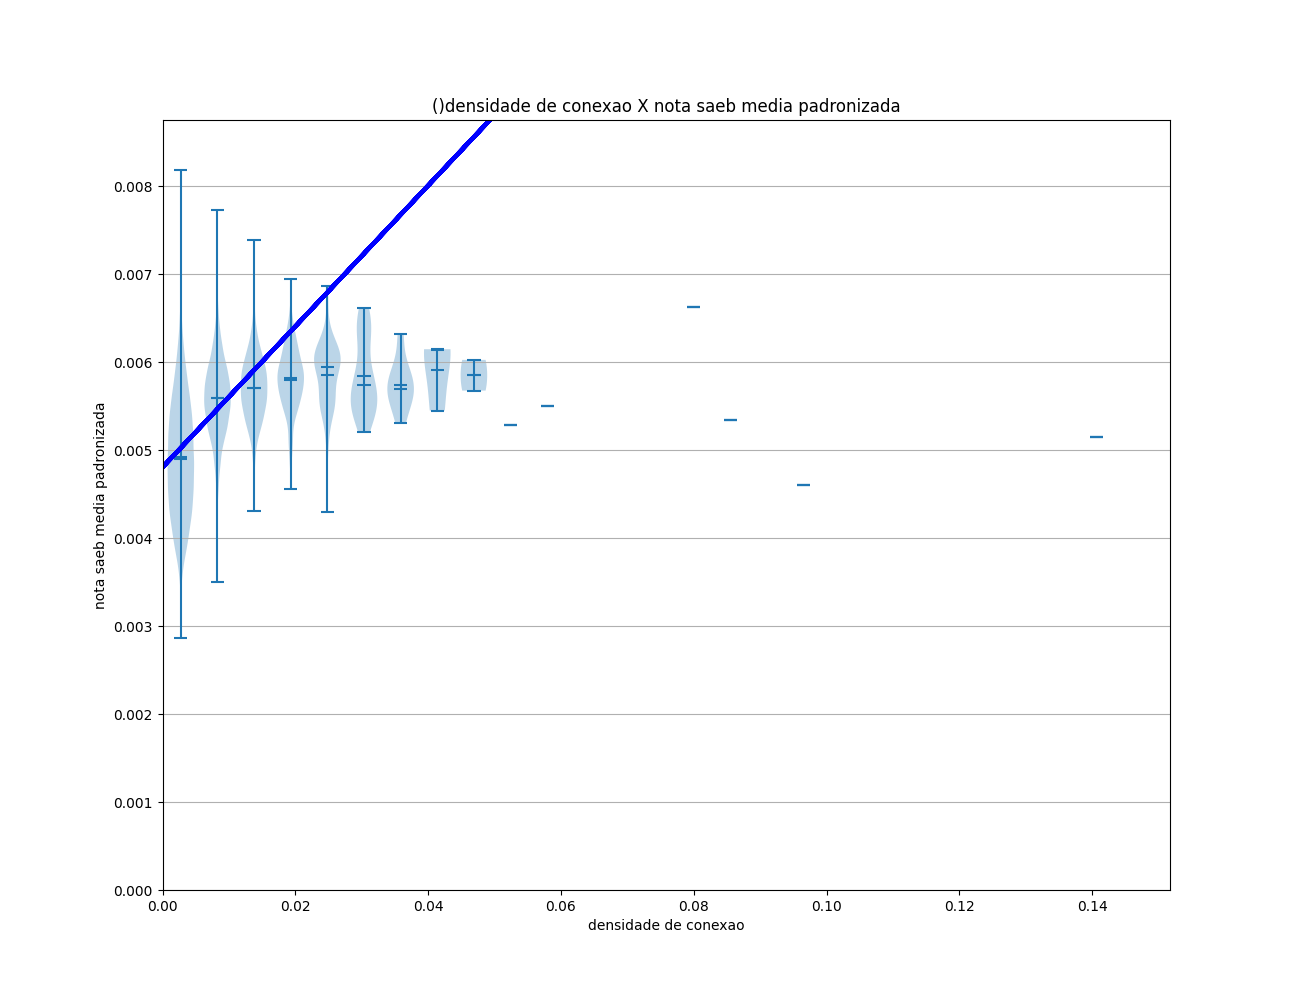 ()densidade de conexao X nota saeb media padronizada
nota saeb media padronizada
0.008
0.007
0.006
0.005
0.004
0.003
0.002
0.001
0.000
0.00 0.02 0.04 0.06 0.08 0.10 0.12 0.14
densidade de conexao